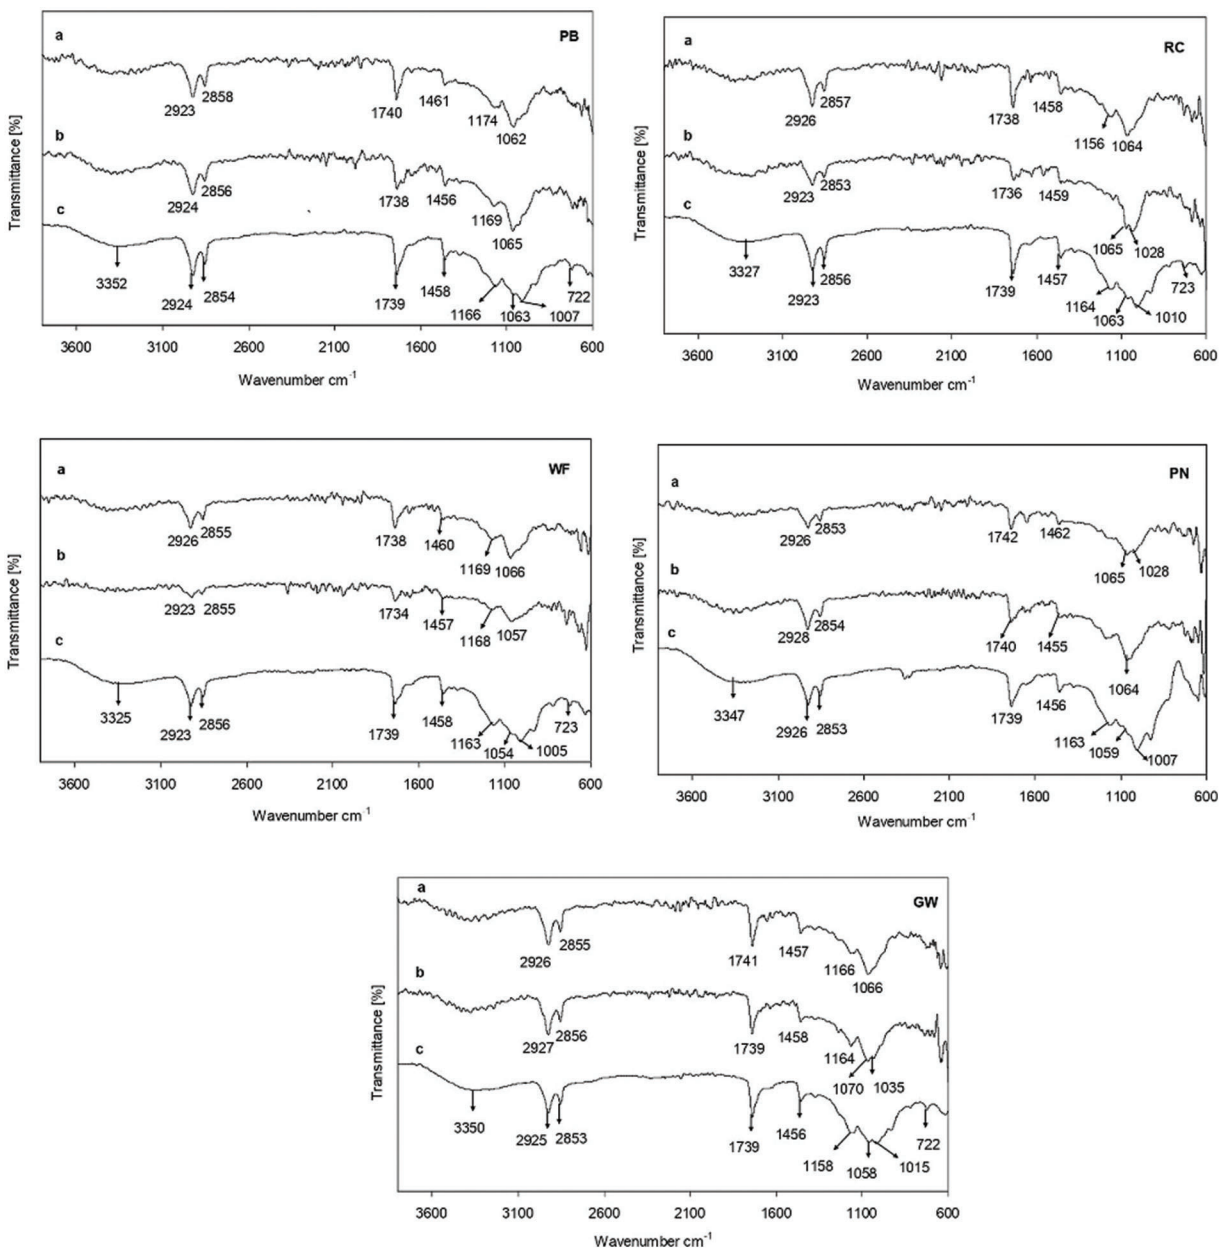 PB
a
2923 2858 1740 1461 1174 1062
b
2924 2856 1738 1456 1169 1065
c
3352 2924 2854 1739 1458 1166 1063 1007 722
Transmittance [%]
3600 3100 2600 2100 1600 1100 600
Wavenumber cm-1
RC
a
2926 2857 1738 1458 1156 1064
b
2923 2853 1736 1459 1065 1028
c
3327 2923 2856 1739 1457 1164 1063 1010 723
Transmittance [%]
3600 3100 2600 2100 1600 1100 600
Wavenumber cm-1
WF
a
2926 2855 1738 1460 1169 1066
b
2923 2855 1734 1457 1168 1057
c
3325 2923 2856 1739 1458 1163 1054 1005 723
Transmittance [%]
3600 3100 2600 2100 1600 1100 600
Wavenumber cm-1
PN
a
2926 2853 1742 1462 1065 1028
b
2928 2854 1740 1455 1064
c
3347 2926 2853 1739 1456 1163 1059 1007
Transmittance [%]
3600 3100 2600 2100 1600 1100 600
Wavenumber cm-1
GW
a
2926 2855 1741 1457 1166 1066
b
2927 2856 1739 1458 1164 1070 1035
c
3350 2925 2853 1739 1456 1158 1058 1015 722
Transmittance [%]
3600 3100 2600 2100 1600 1100 600
Wavenumber cm-1